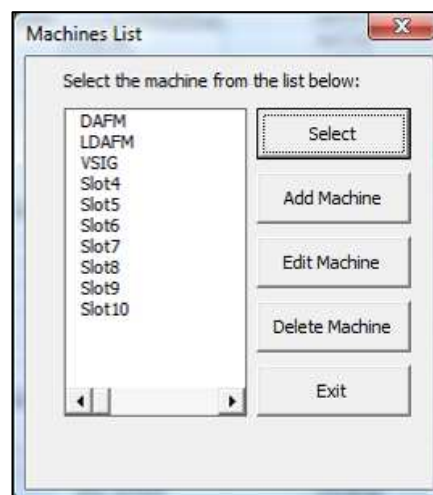 Machines List
Select the machine from the list below:
DAFM
LDAFM
VSIG
Slot4
Slot5
Slot6
Slot7
Slot8
Slot9
Slot10
Select
Add Machine
Edit Machine
Delete Machine
Exit